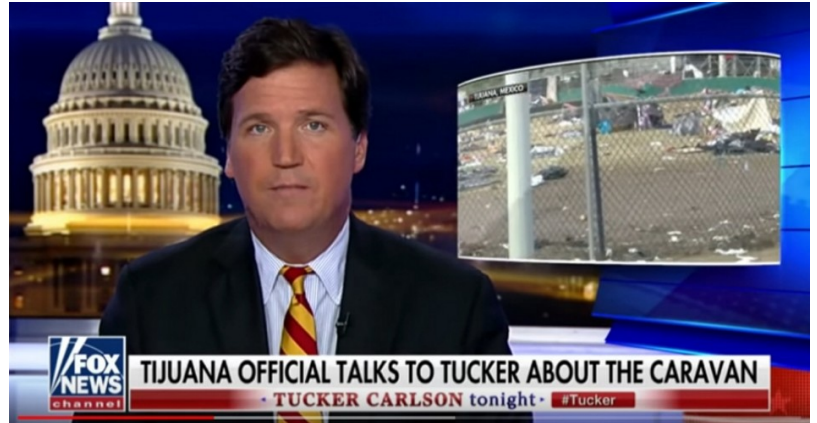 TIJUANA, MEXICO
FOX
NEWS
channel
TIJUANA OFFICIAL TALKS TO TUCKER ABOUT THE CARAVAN
TUCKER CARLSON tonight
#Tucker